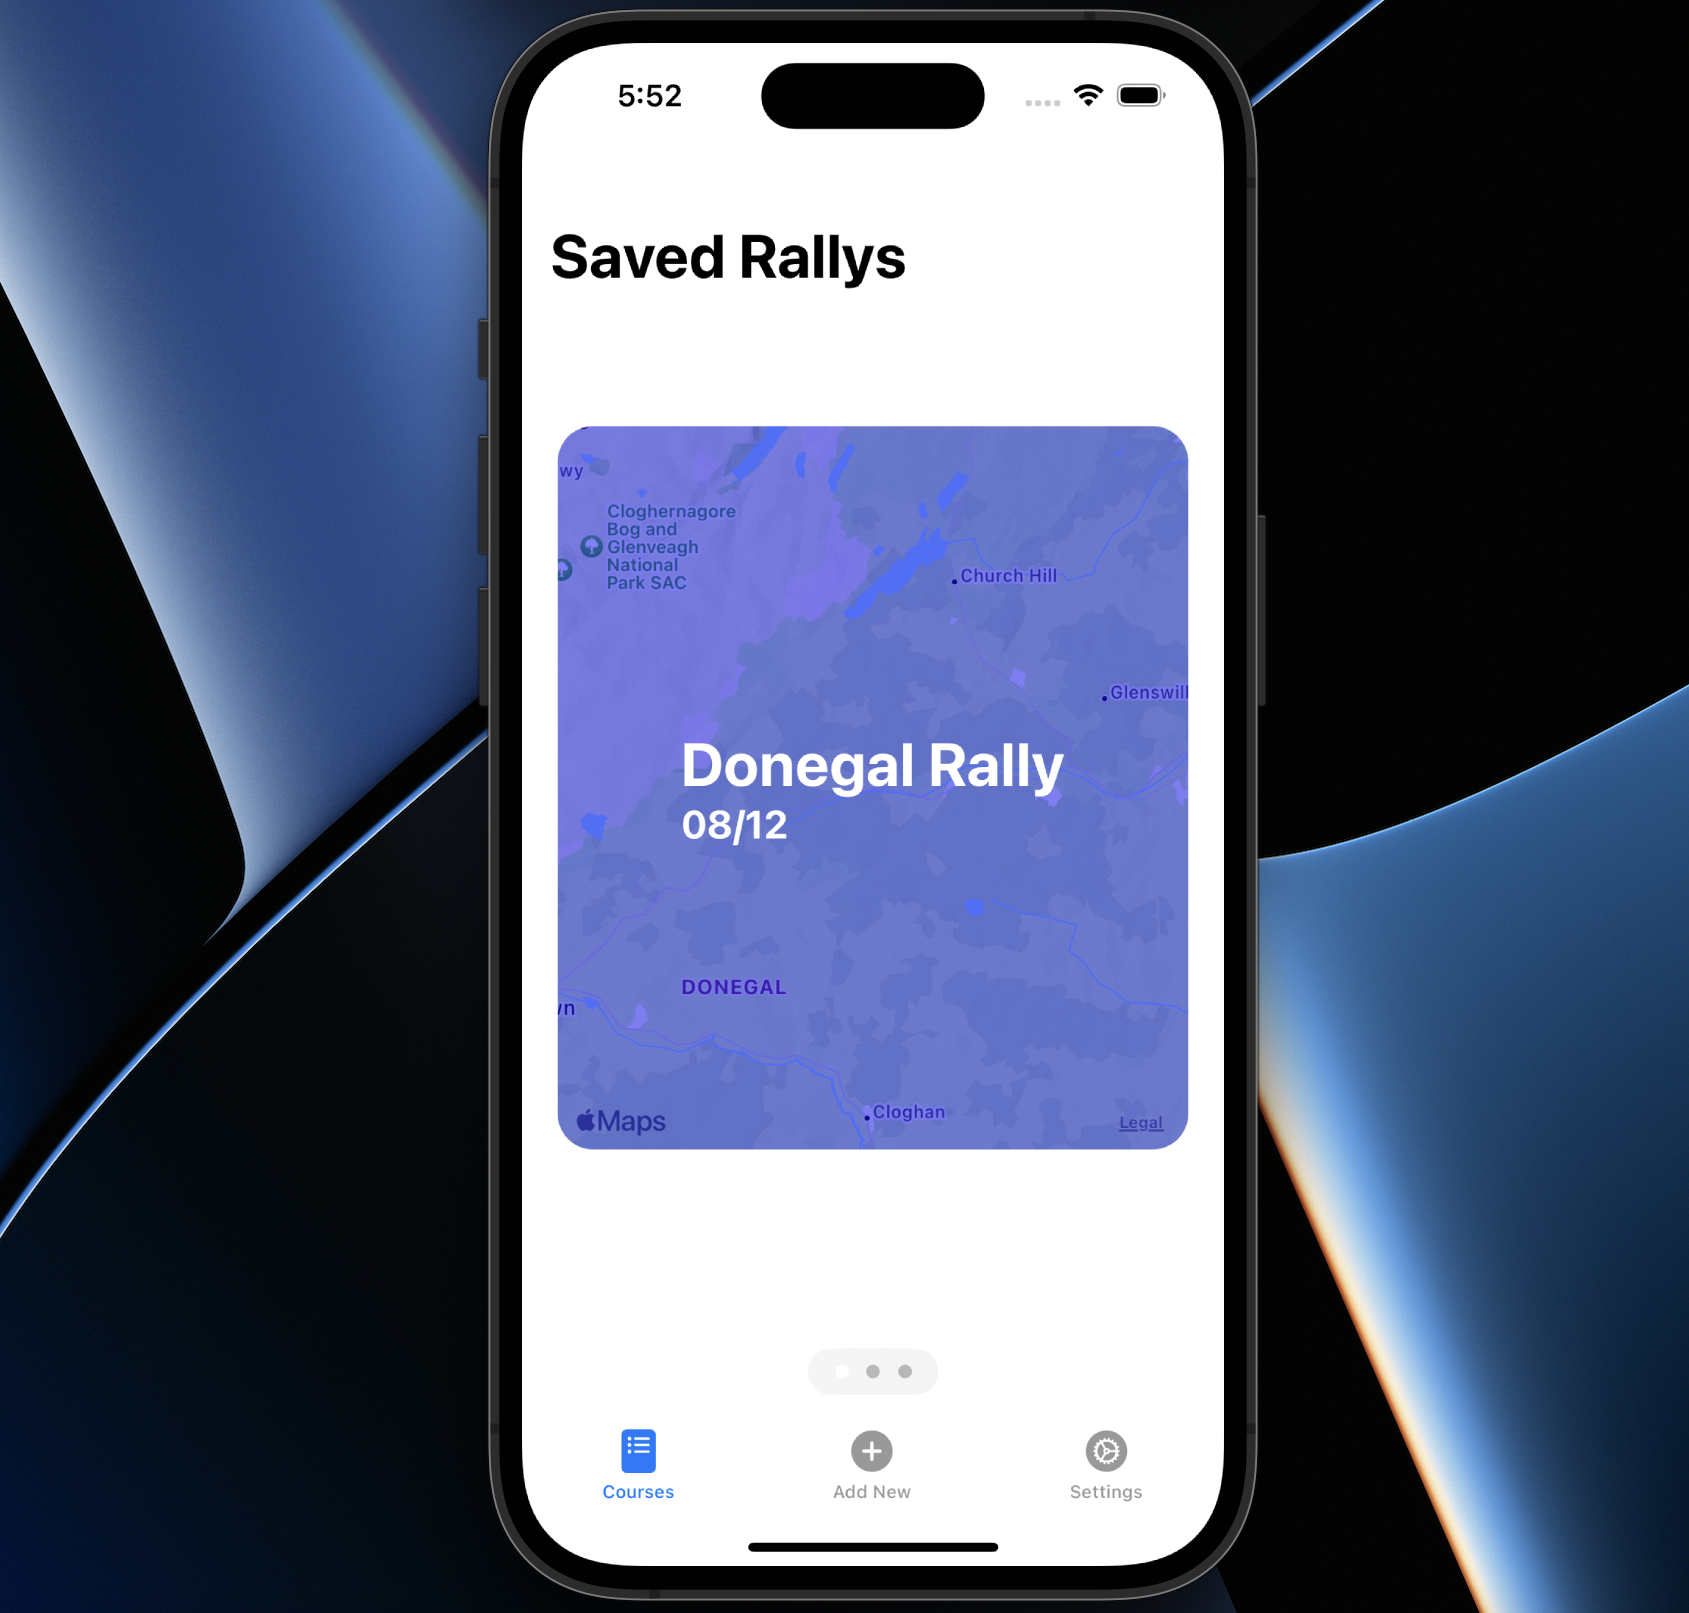 5:52
Saved Rallys
wy
Cloghernagore
Bog and
Glenveagh
National
Park SAC
Church Hill
Glenswill
Donegal Rally
08/12
DONEGAL
wn
Cloghan
Maps
Legal
Courses
Add New
Settings